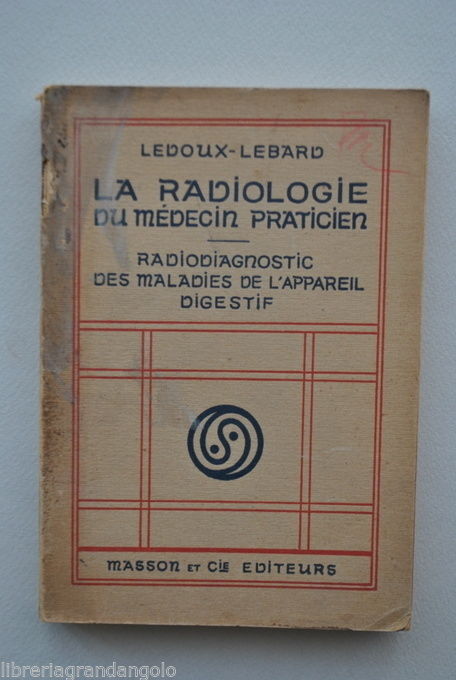 LEDOUX-LEBARD
LA RADIOLOGIE
DU MÉDECIN PRATICIEN
RADIODIAGNOSTIC
DES MALADIES DE L'APPAREIL
DIGESTIF
MASSON ET CIE EDITEURS
libreriagrandangolo